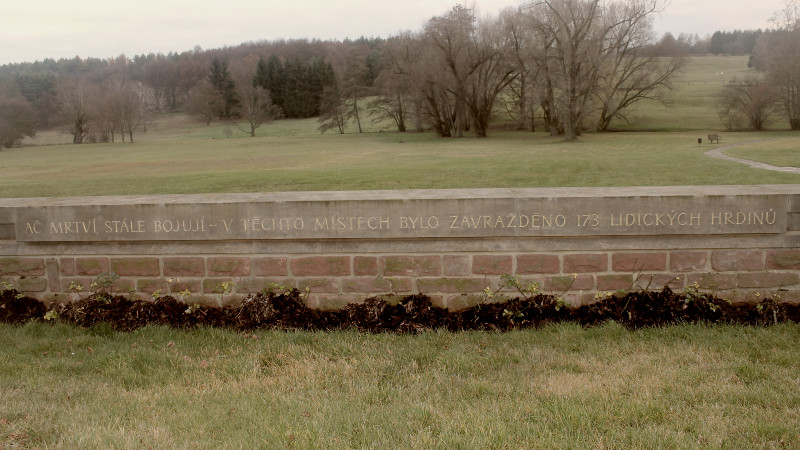 AČ MRTVÍ STÁLE BOJUJÍ – V TĚCHTO MÍSTECH BYLO ZAVRAŽDĚNO 173 LIDICKÝCH HRDINŮ